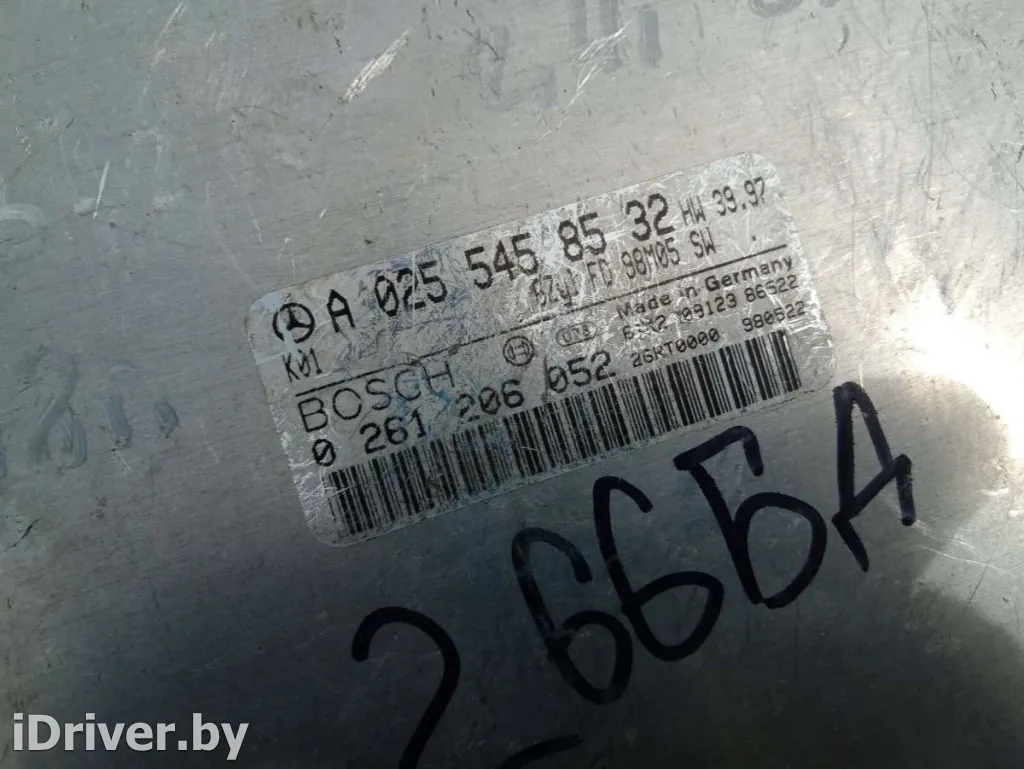 A 025 545 85 32 HW 39.97
K01 6Zyl FD 98M05 SW
BOSCH Made in Germany
0 261 206 052 26RT0000 980522
266БА
iDriver.by